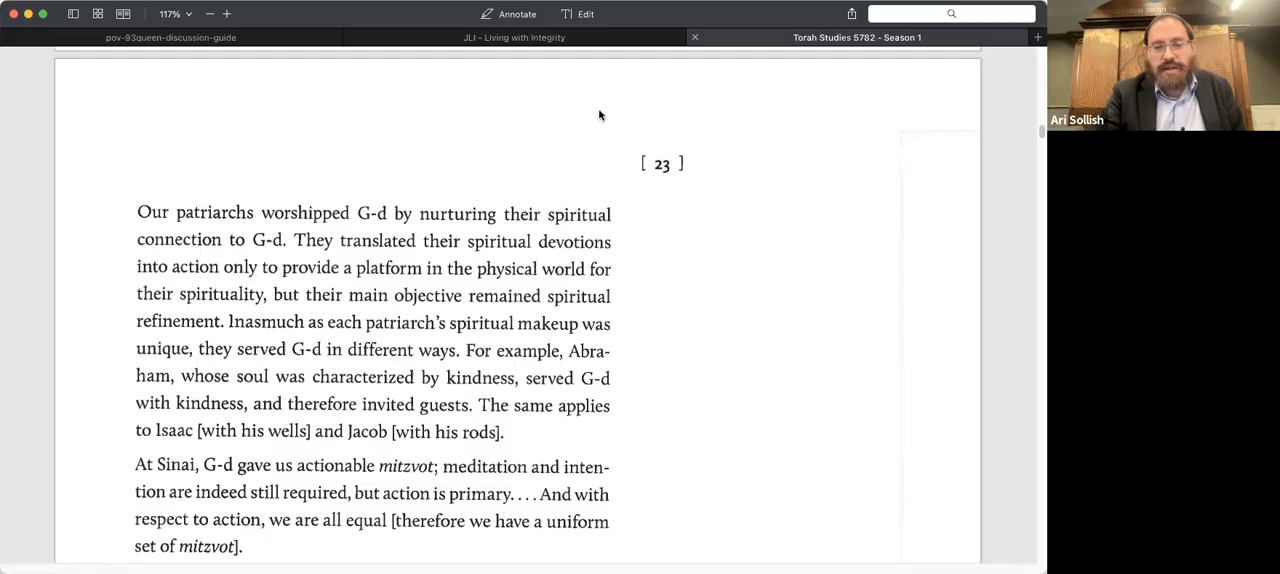 117%
Annotate
Edit
pov-93queen-discussion-guide
JLI - Living with Integrity
Torah Studies 5782 - Season 1
Ari Sollish
[ 23 ]
Our patriarchs worshipped G-d by nurturing their spiritual
connection to G-d. They translated their spiritual devotions
into action only to provide a platform in the physical world for
their spirituality, but their main objective remained spiritual
refinement. Inasmuch as each patriarch's spiritual makeup was
unique, they served G-d in different ways. For example, Abra-
ham, whose soul was characterized by kindness, served G-d
with kindness, and therefore invited guests. The same applies
to Isaac [with his wells] and Jacob [with his rods].
At Sinai, G-d gave us actionable mitzvot; meditation and inten-
tion are indeed still required, but action is primary. . . . And with
respect to action, we are all equal [therefore we have a uniform
set of mitzvot].